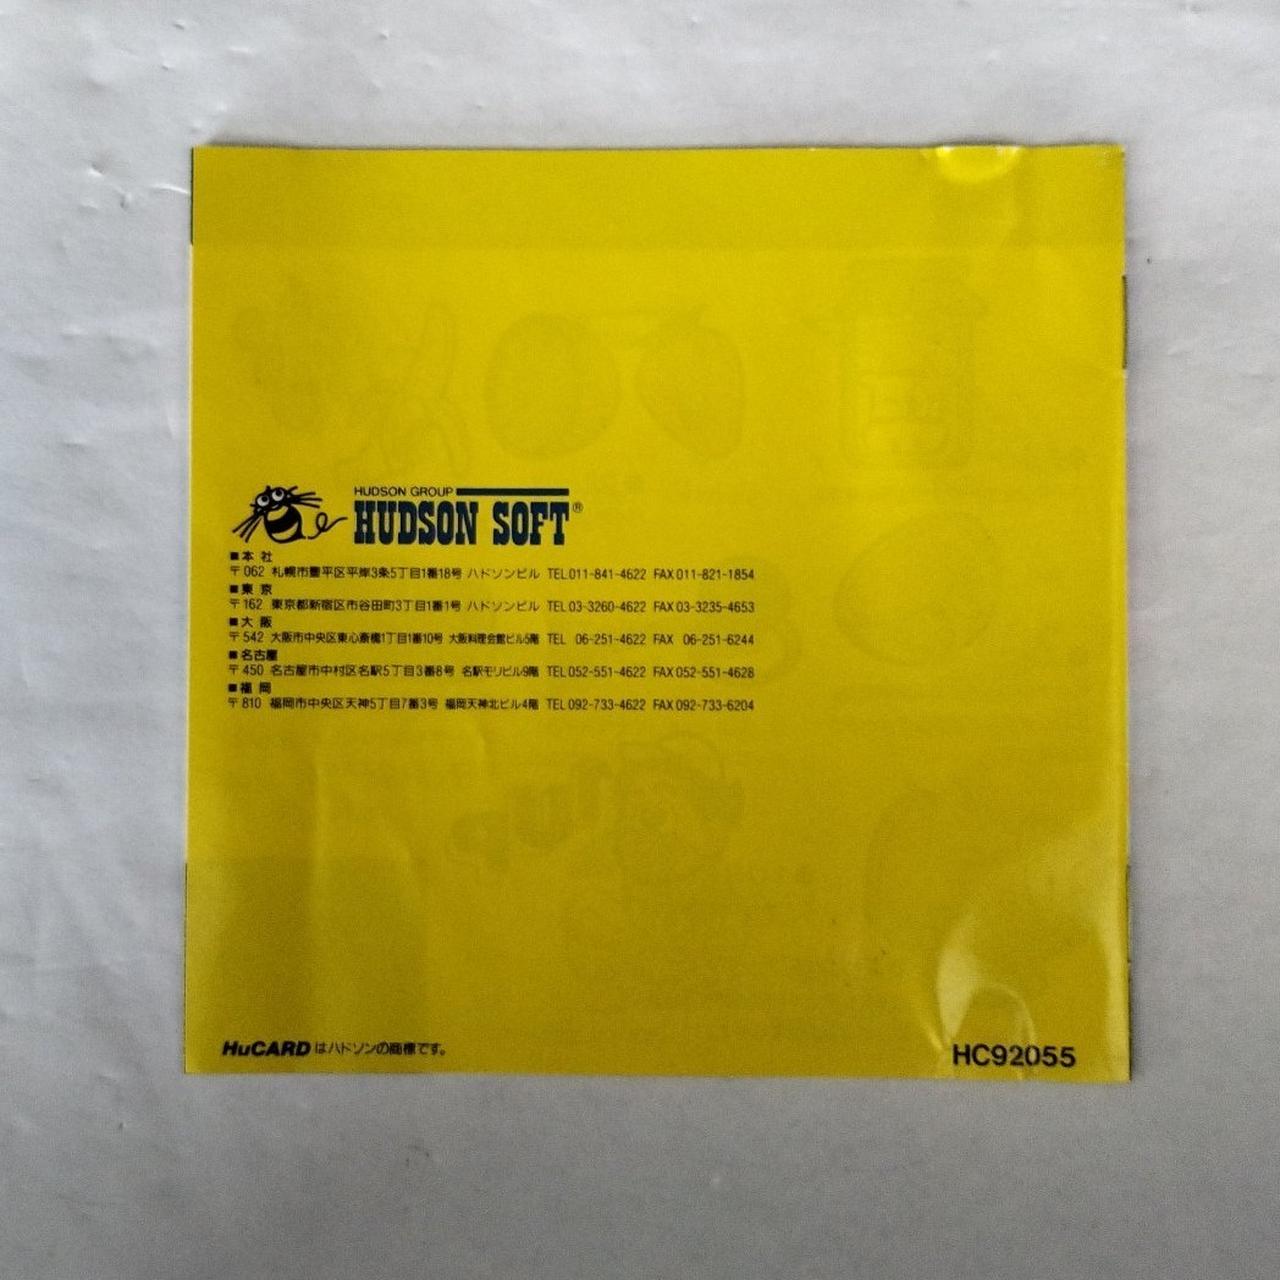 HUDSON GROUP
HUDSON SOFT®
■本 社
〒062 札幌市豊平区平岸3条5丁目1番18号 ハドソンビル TEL 011-841-4622 FAX 011-821-1854
■東 京
〒162 東京都新宿区市谷田町3丁目1番1号 ハドソンビル TEL 03-3260-4622 FAX 03-3235-4653
■大 阪
〒542 大阪市中央区東心斎橋1丁目1番10号 大阪料理会館ビル5階 TEL 06-251-4622 FAX 06-251-6244
■名古屋
〒450 名古屋市中村区名駅5丁目3番8号 名駅モリビル9階 TEL 052-551-4622 FAX 052-551-4628
■福 岡
〒810 福岡市中央区天神5丁目7番3号 福岡天神北ビル4階 TEL 092-733-4622 FAX 092-733-6204
1UP
HuCARD はハドソンの商標です。
HC92055